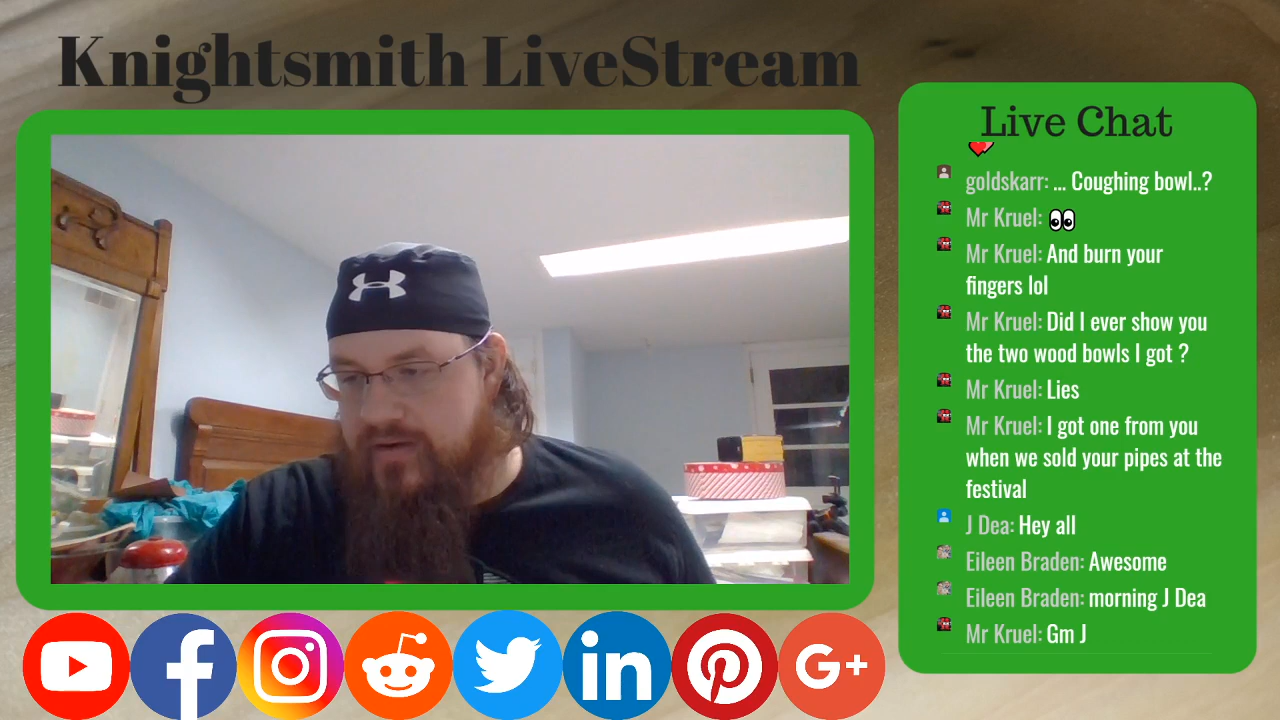 Knightsmith LiveStream
Live Chat
goldskarr: ... Coughing bowl..?
Mr Kruel: 👀
Mr Kruel: And burn your
fingers lol
Mr Kruel: Did I ever show you
the two wood bowls I got ?
Mr Kruel: Lies
Mr Kruel: I got one from you
when we sold your pipes at the
festival
J Dea: Hey all
Eileen Braden: Awesome
Eileen Braden: morning J Dea
Mr Kruel: Gm J
f
in
G+